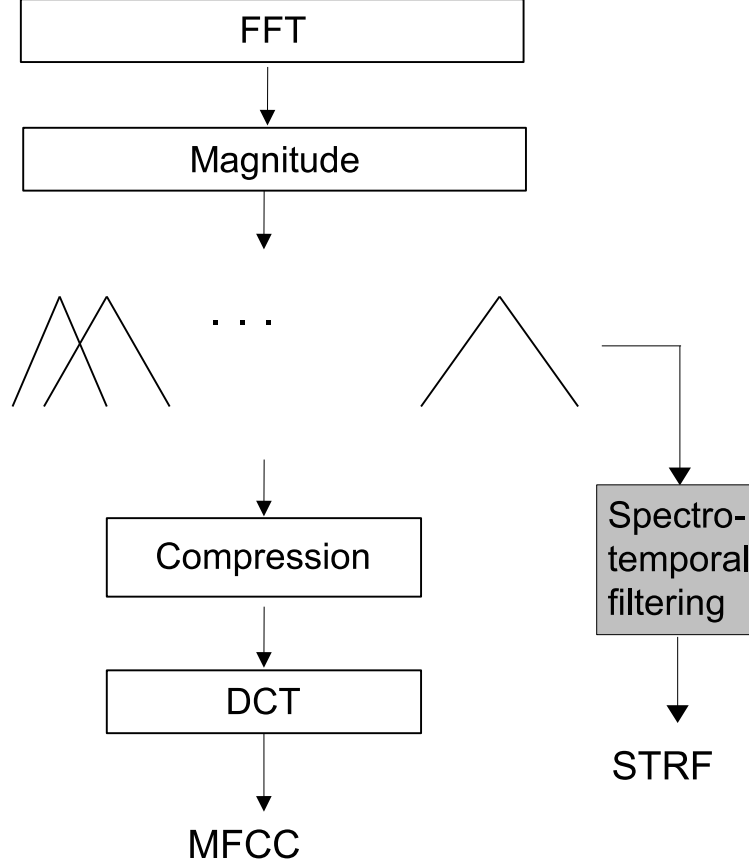 FFT
Magnitude
. . .
Compression
DCT
MFCC
Spectro-
temporal
filtering
STRF